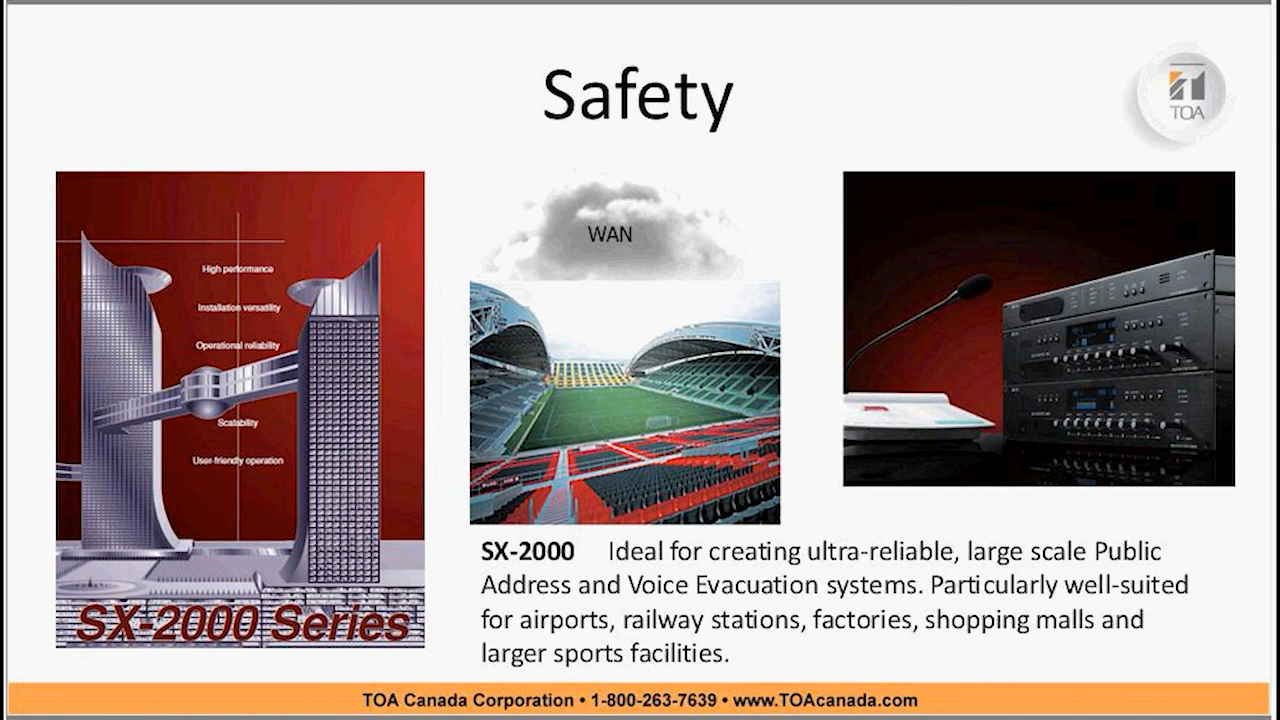 Safety
TOA
High performance
Installation versatility
Operational reliability
Scalability
User-friendly operation
SX-2000 Series
WAN
SX-2000 Ideal for creating ultra-reliable, large scale Public
Address and Voice Evacuation systems. Particularly well-suited
for airports, railway stations, factories, shopping malls and
larger sports facilities.
TOA Canada Corporation • 1-800-263-7639 • www.TOAcanada.com